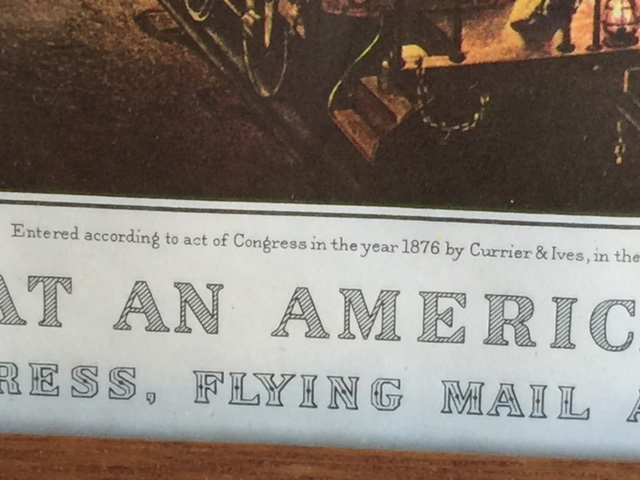 Entered according to act of Congress in the year 1876 by Currier & Ives, in the
AT AN AMERIC
RESS, FLYING MAIL A